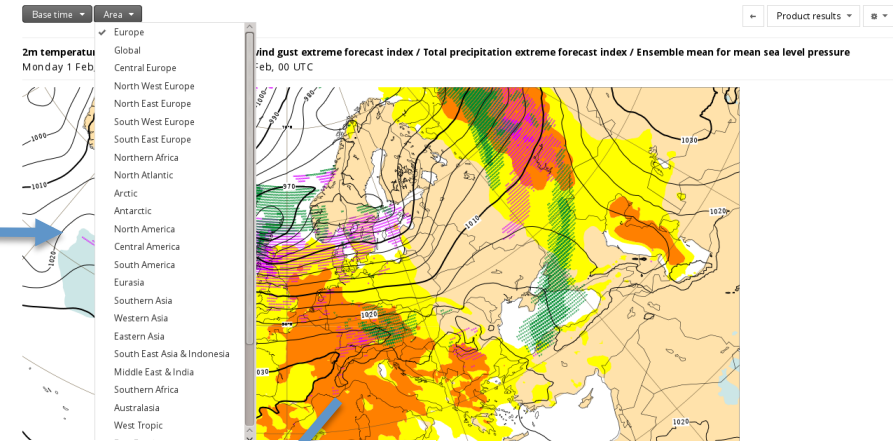 Base time Area Product results
Europe
2m temperatur wind gust extreme forecast index / Total precipitation extreme forecast index / Ensemble mean for mean sea level pressure
Global
Monday 1 Feb, Feb, 00 UTC
Central Europe
North West Europe
North East Europe
South West Europe
South East Europe
Northern Africa
North Atlantic
Arctic
Antarctic
North America
Central America
South America
Eurasia
Southern Asia
Western Asia
Eastern Asia
South East Asia & Indonesia
Middle East & India
Southern Africa
Australasia
West Tropic
1000
990
980
1000
1030
1010
970
1020
1010
1020
1020
030
1020